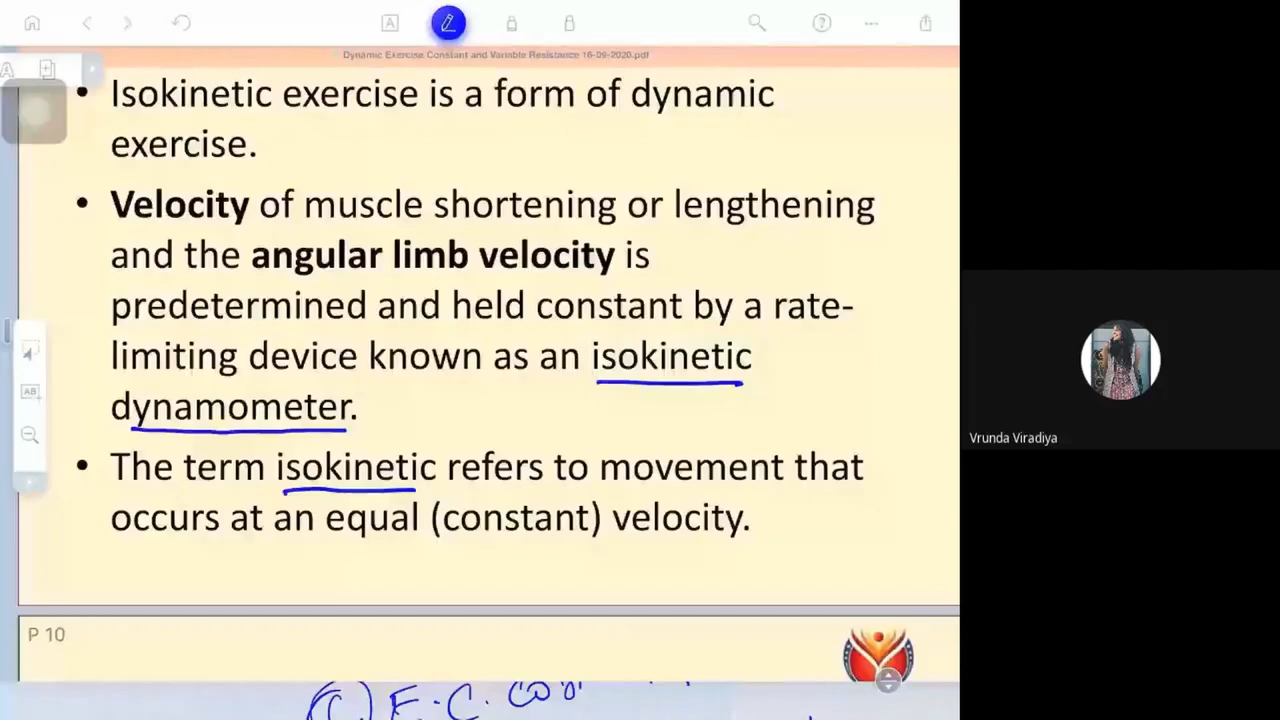 Dynamic Exercise Constant and Variable Resistance 16-09-2020.pdf
• Isokinetic exercise is a form of dynamic
exercise.
• Velocity of muscle shortening or lengthening
and the angular limb velocity is
predetermined and held constant by a rate-
limiting device known as an isokinetic
dynamometer.
• The term isokinetic refers to movement that
occurs at an equal (constant) velocity.
P 10
Vrunda Viradiya